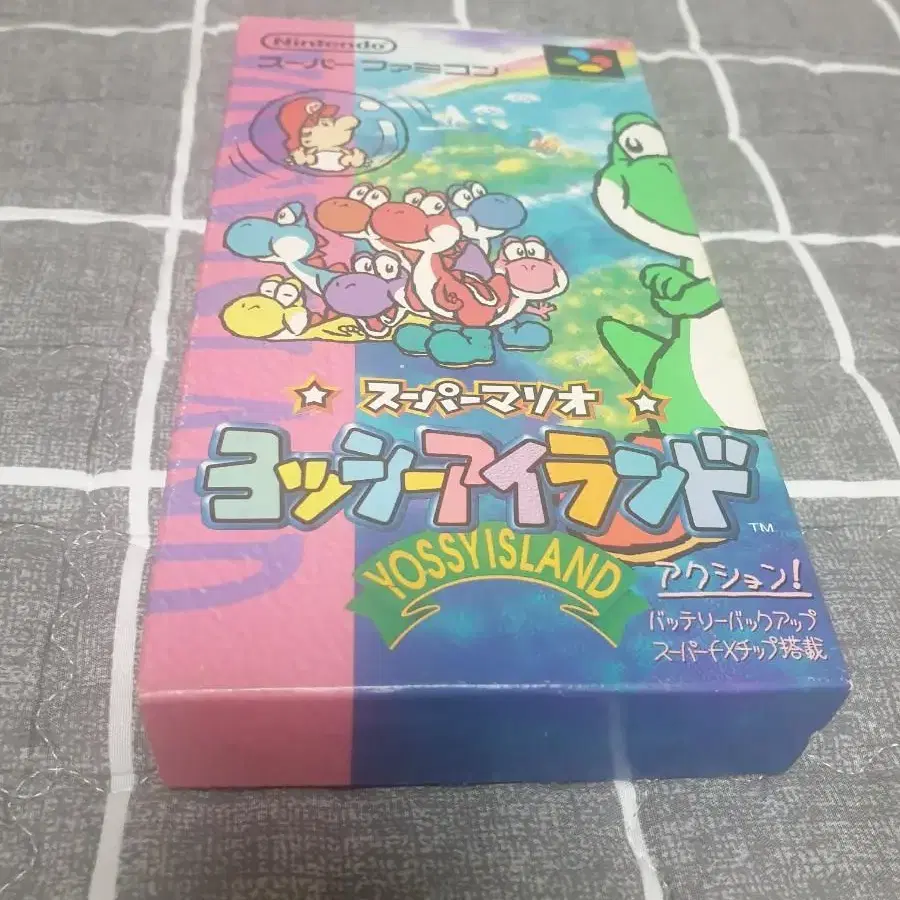 Nintendo
スーパーファミコン
スーパーマリオ
ヨッシーアイランド
TM
YOSSY ISLAND
アクション!
バッテリーバックアップ
スーパーFXチップ搭載